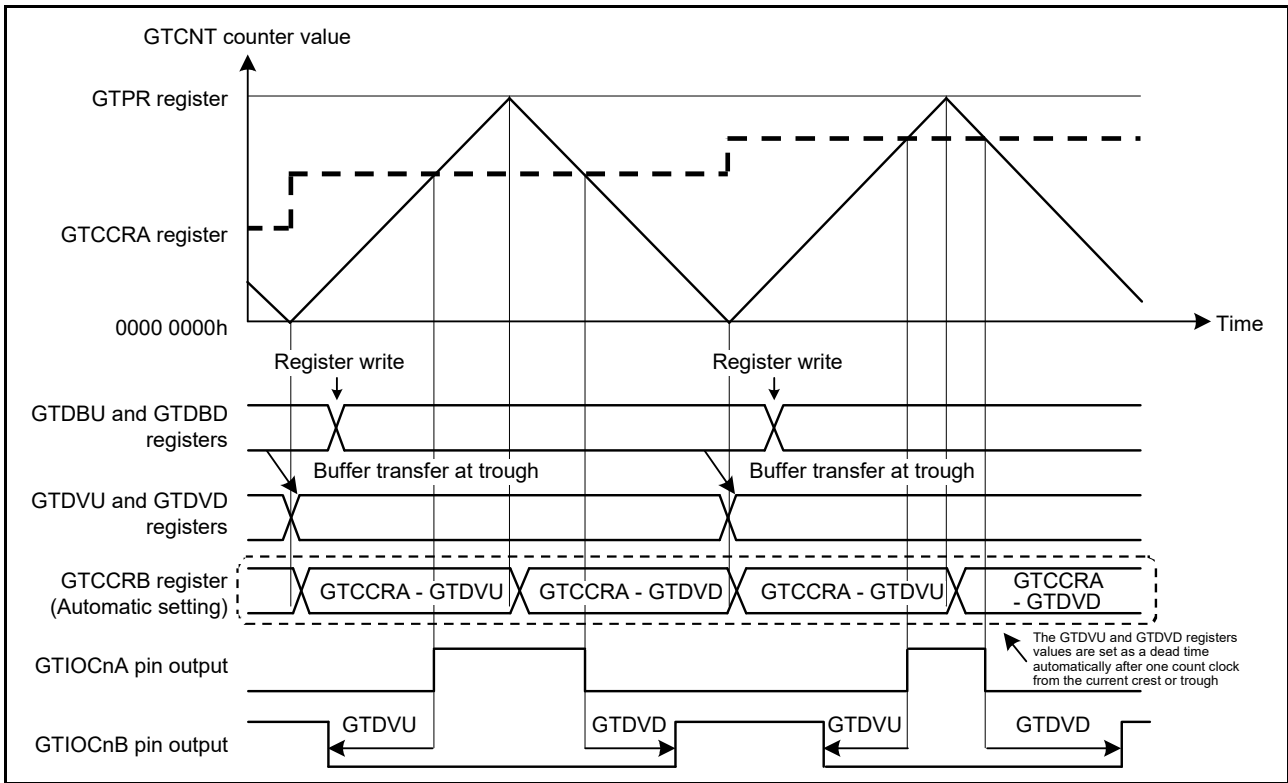 GTCNT counter value
GTPR register
GTCCRA register
0000 0000h
Time
Register write
Register write
GTDBU and GTDBD
registers
Buffer transfer at trough
Buffer transfer at trough
GTDVU and GTDVD
registers
GTCCRB register
(Automatic setting)
GTCCRA - GTDVU
GTCCRA - GTDVD
GTCCRA - GTDVU
GTCCRA
- GTDVD
The GTDVU and GTDVD registers
values are set as a dead time
automatically after one count clock
from the current crest or trough
GTIOCnA pin output
GTDVU
GTDVD
GTDVU
GTDVD
GTIOCnB pin output